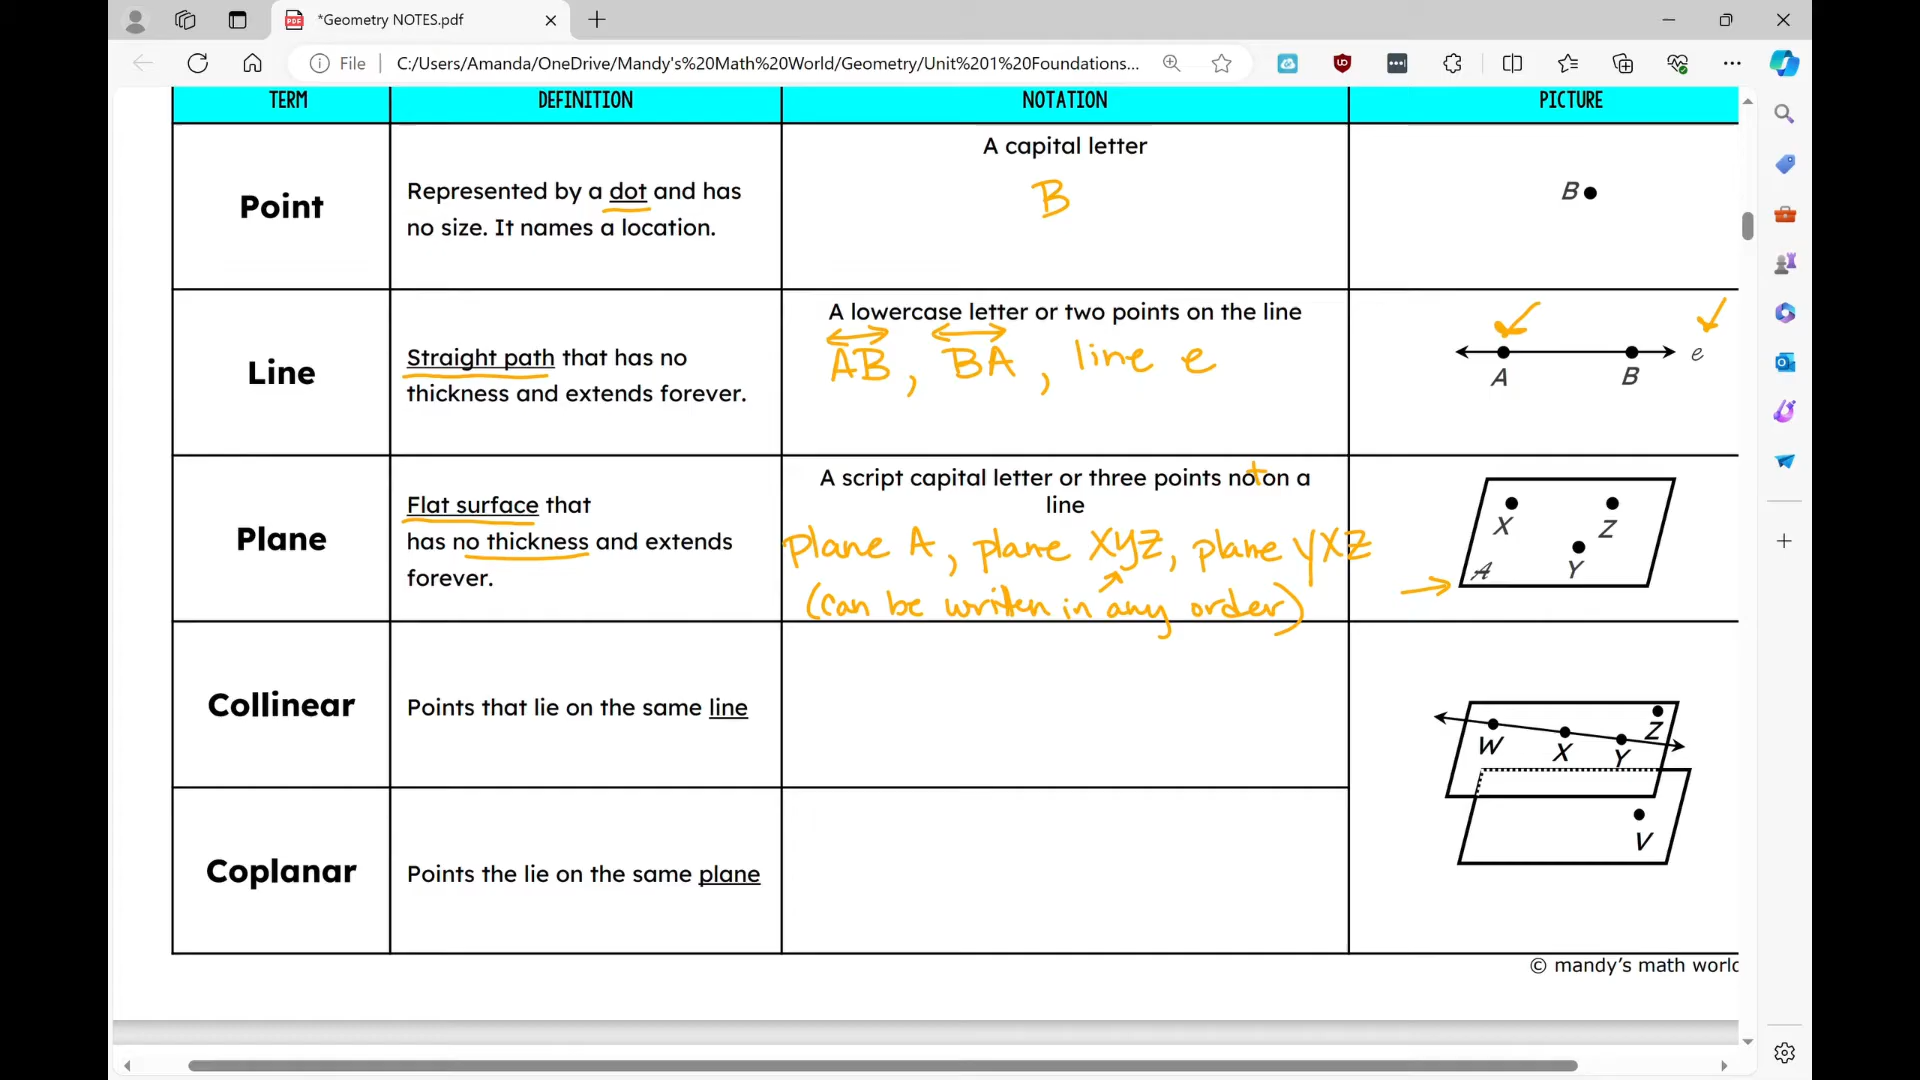 *Geometry NOTES.pdf
File
C:/Users/Amanda/OneDrive/Mandy's%20Math%20World/Geometry/Unit%201%20Foundations...
TERM
DEFINITION
NOTATION
PICTURE
Point
Represented by a dot and has
no size. It names a location.
A capital letter
B
B
Line
Straight path that has no
thickness and extends forever.
A lowercase letter or two points on the line
AB, BA, line e
A
B
e
Plane
Flat surface that
has no thickness and extends
forever.
A script capital letter or three points not on a
line
plane A, plane XYZ, plane YXZ
(can be written in any order)
X
Z
Y
A
Collinear
Points that lie on the same line
Coplanar
Points the lie on the same plane
W
X
Y
Z
V
© mandy's math world